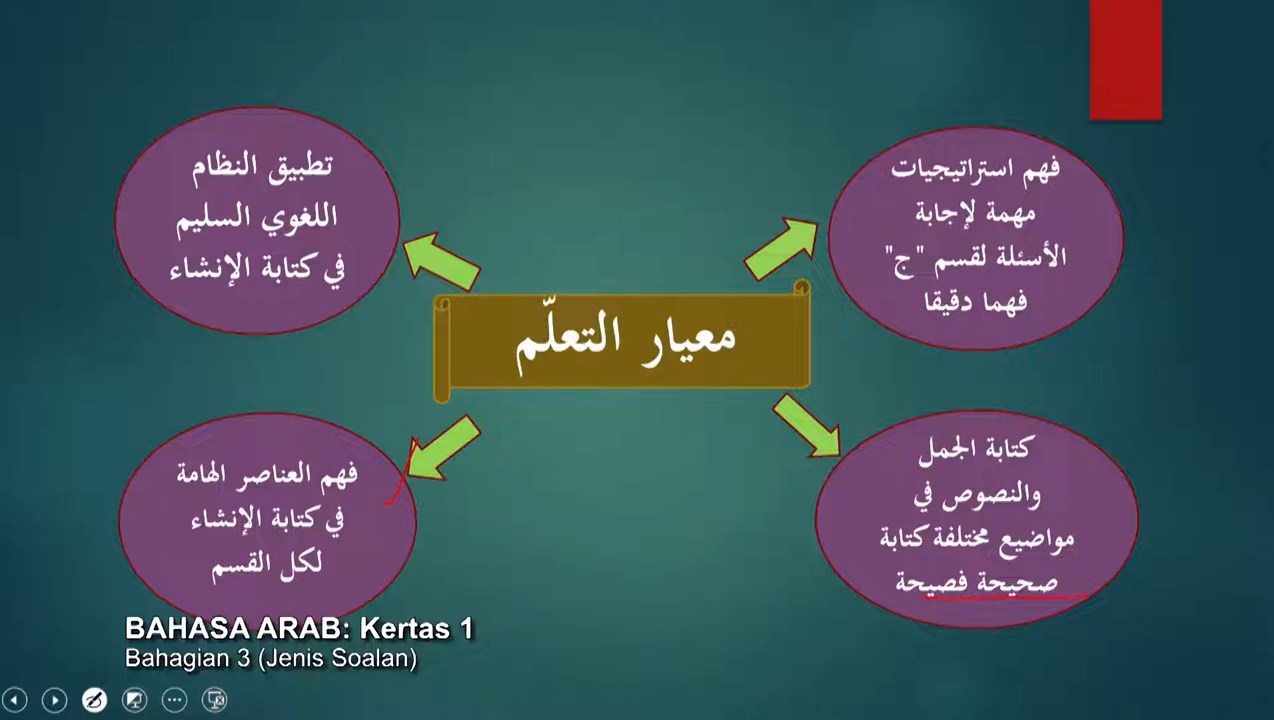 معيار التعلّم
فهم استراتيجيات
مهمة لإجابة
الأسئلة لقسم "ج"
فهما دقيقا
تطبيق النظام
اللغوي السليم
في كتابة الإنشاء
كتابة الجمل
والنصوص في
مواضيع مختلفة كتابة
صحيحة فصيحة
فهم العناصر الهامة
في كتابة الإنشاء
لكل القسم
BAHASA ARAB: Kertas 1
Bahagian 3 (Jenis Soalan)